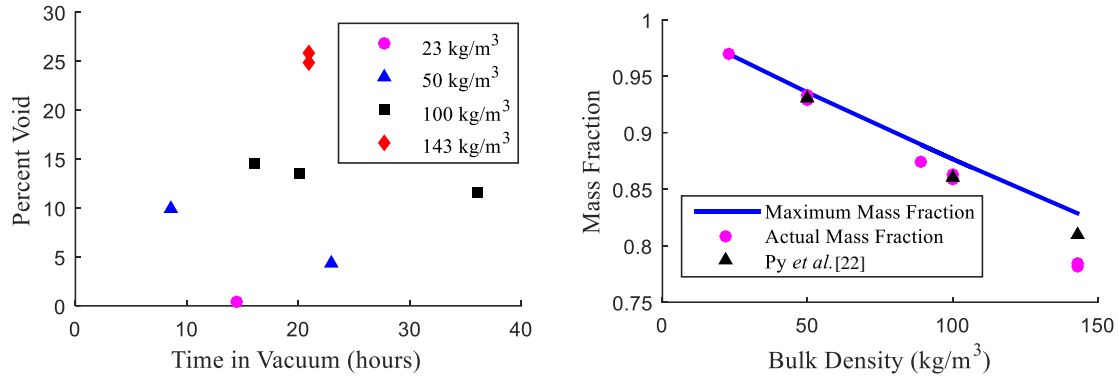 30
25
20
15
10
5
0
Percent Void
0 10 20 30 40
Time in Vacuum (hours)
23 kg/m³
50 kg/m³
100 kg/m³
143 kg/m³
1
0.95
0.9
0.85
0.8
0.75
Mass Fraction
0 50 100 150
Bulk Density (kg/m³)
Maximum Mass Fraction
Actual Mass Fraction
Py et al.[22]